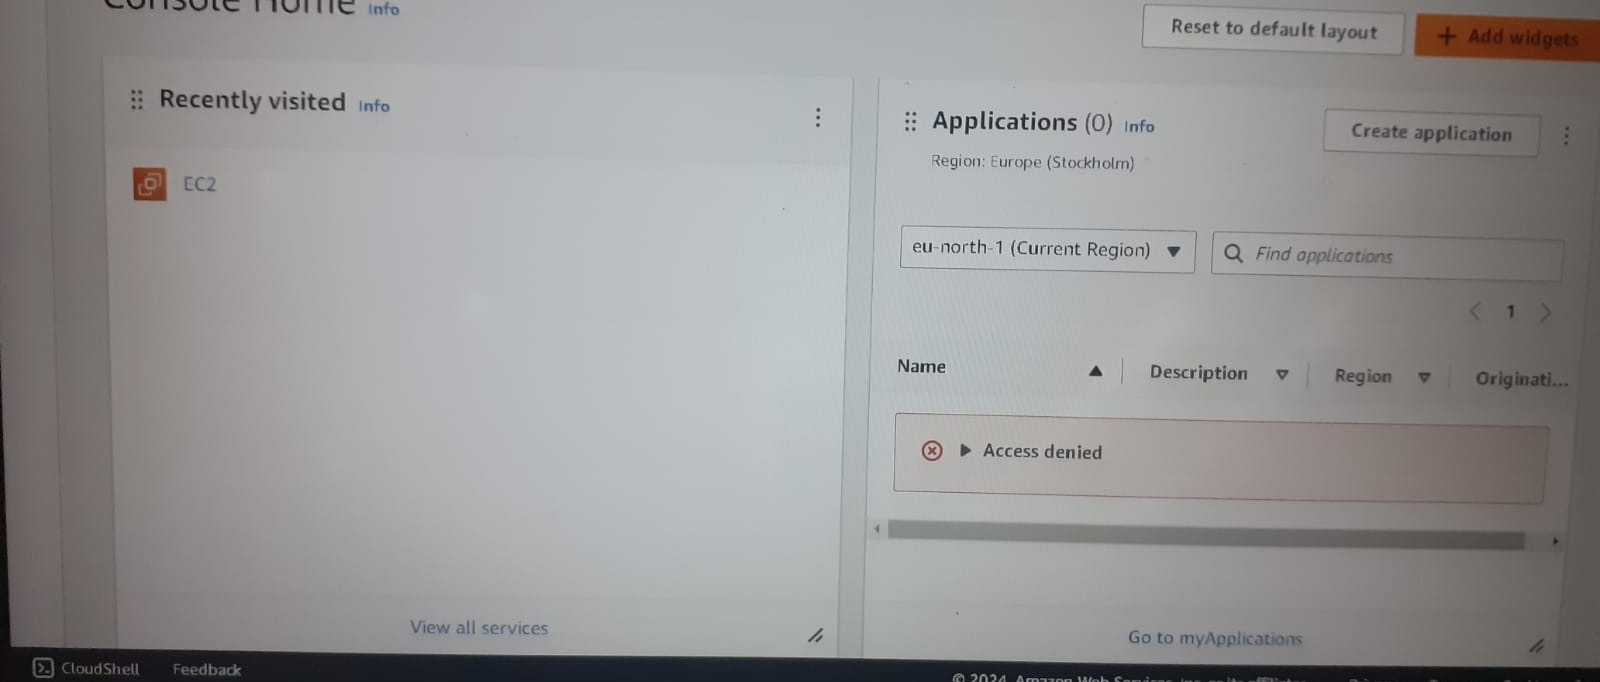 Console Home Info
Reset to default layout
+ Add widgets
Recently visited Info
EC2
View all services
Applications (0) Info
Create application
Region: Europe (Stockholm)
eu-north-1 (Current Region)
Find applications
1
Name
Description
Region
Originati...
Access denied
Go to myApplications
CloudShell
Feedback
© 2024, Amazon Web Services, Inc.